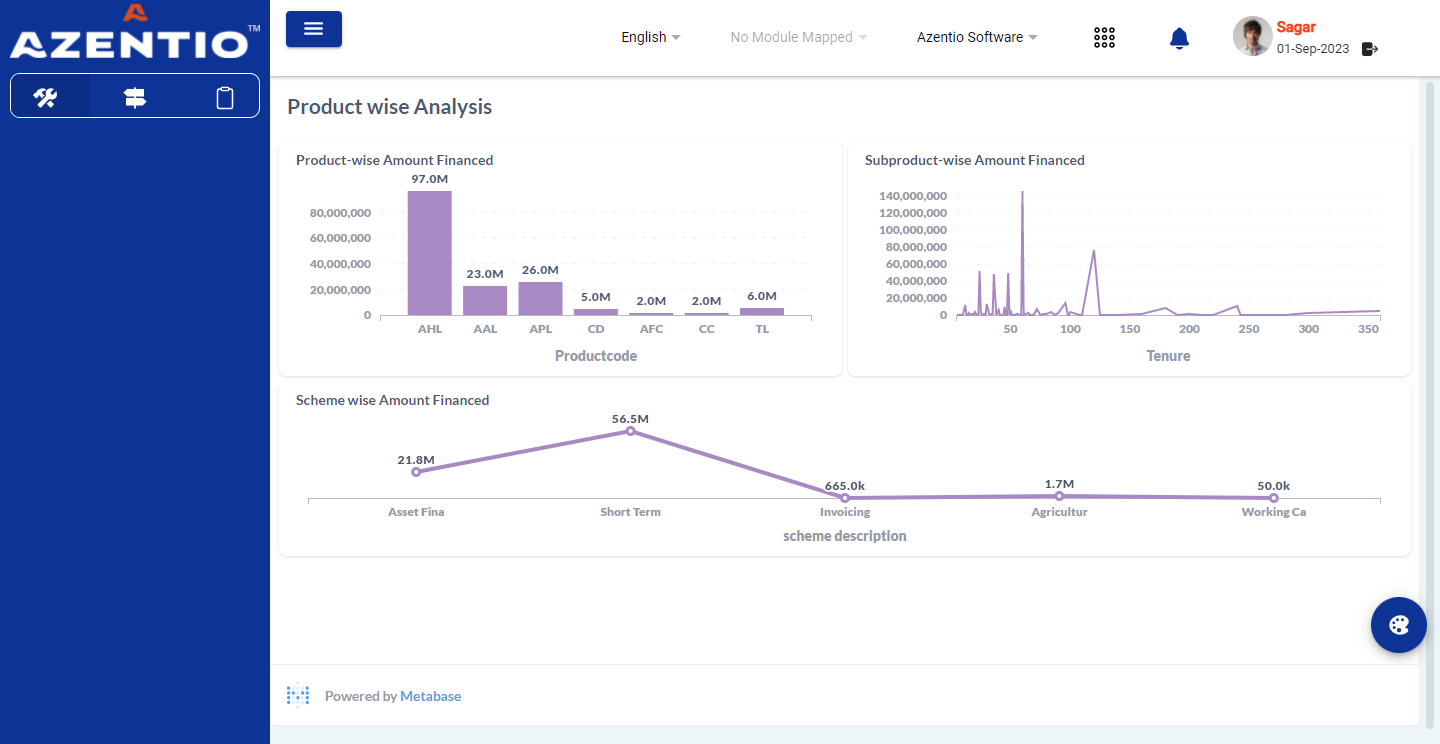 AZENTIO™
English
No Module Mapped
Azentio Software
Sagar
01-Sep-2023
Product wise Analysis
Product-wise Amount Financed
97.0M
80,000,000
60,000,000
40,000,000
20,000,000
0
23.0M
26.0M
5.0M
2.0M
2.0M
6.0M
AHL AAL APL CD AFC CC TL
Productcode
Subproduct-wise Amount Financed
140,000,000
120,000,000
100,000,000
80,000,000
60,000,000
40,000,000
20,000,000
0
50 100 150 200 250 300 350
Tenure
Scheme wise Amount Financed
21.8M
56.5M
665.0k
1.7M
50.0k
Asset Fina Short Term Invoicing Agricultur Working Ca
scheme description
Powered by Metabase